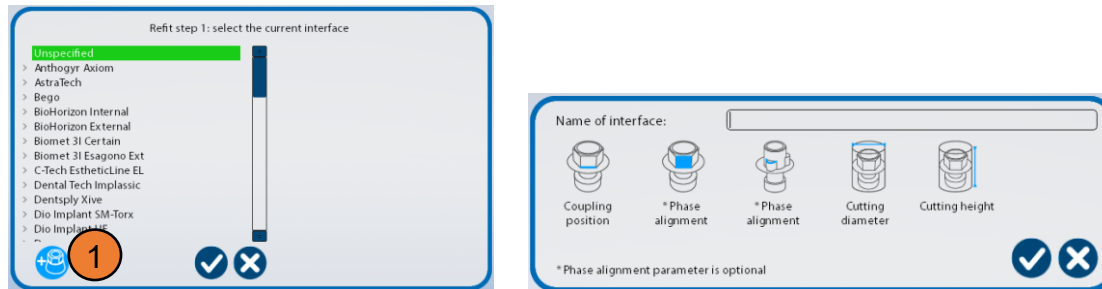 Refit step 1: select the current interface
Unspecified
> Anthogyr Axiom
> AstraTech
> Bego
> BioHorizon Internal
> BioHorizon External
> Biomet 3I Certain
> Biomet 3I Esagono Ext
> C-Tech EstheticLine EL
> Dental Tech Implassic
> Dentsply Xive
> Dio Implant SM-Torx
> Dio Implant UF
1
Name of interface:
Coupling position
* Phase alignment
* Phase alignment
Cutting diameter
Cutting height
* Phase alignment parameter is optional